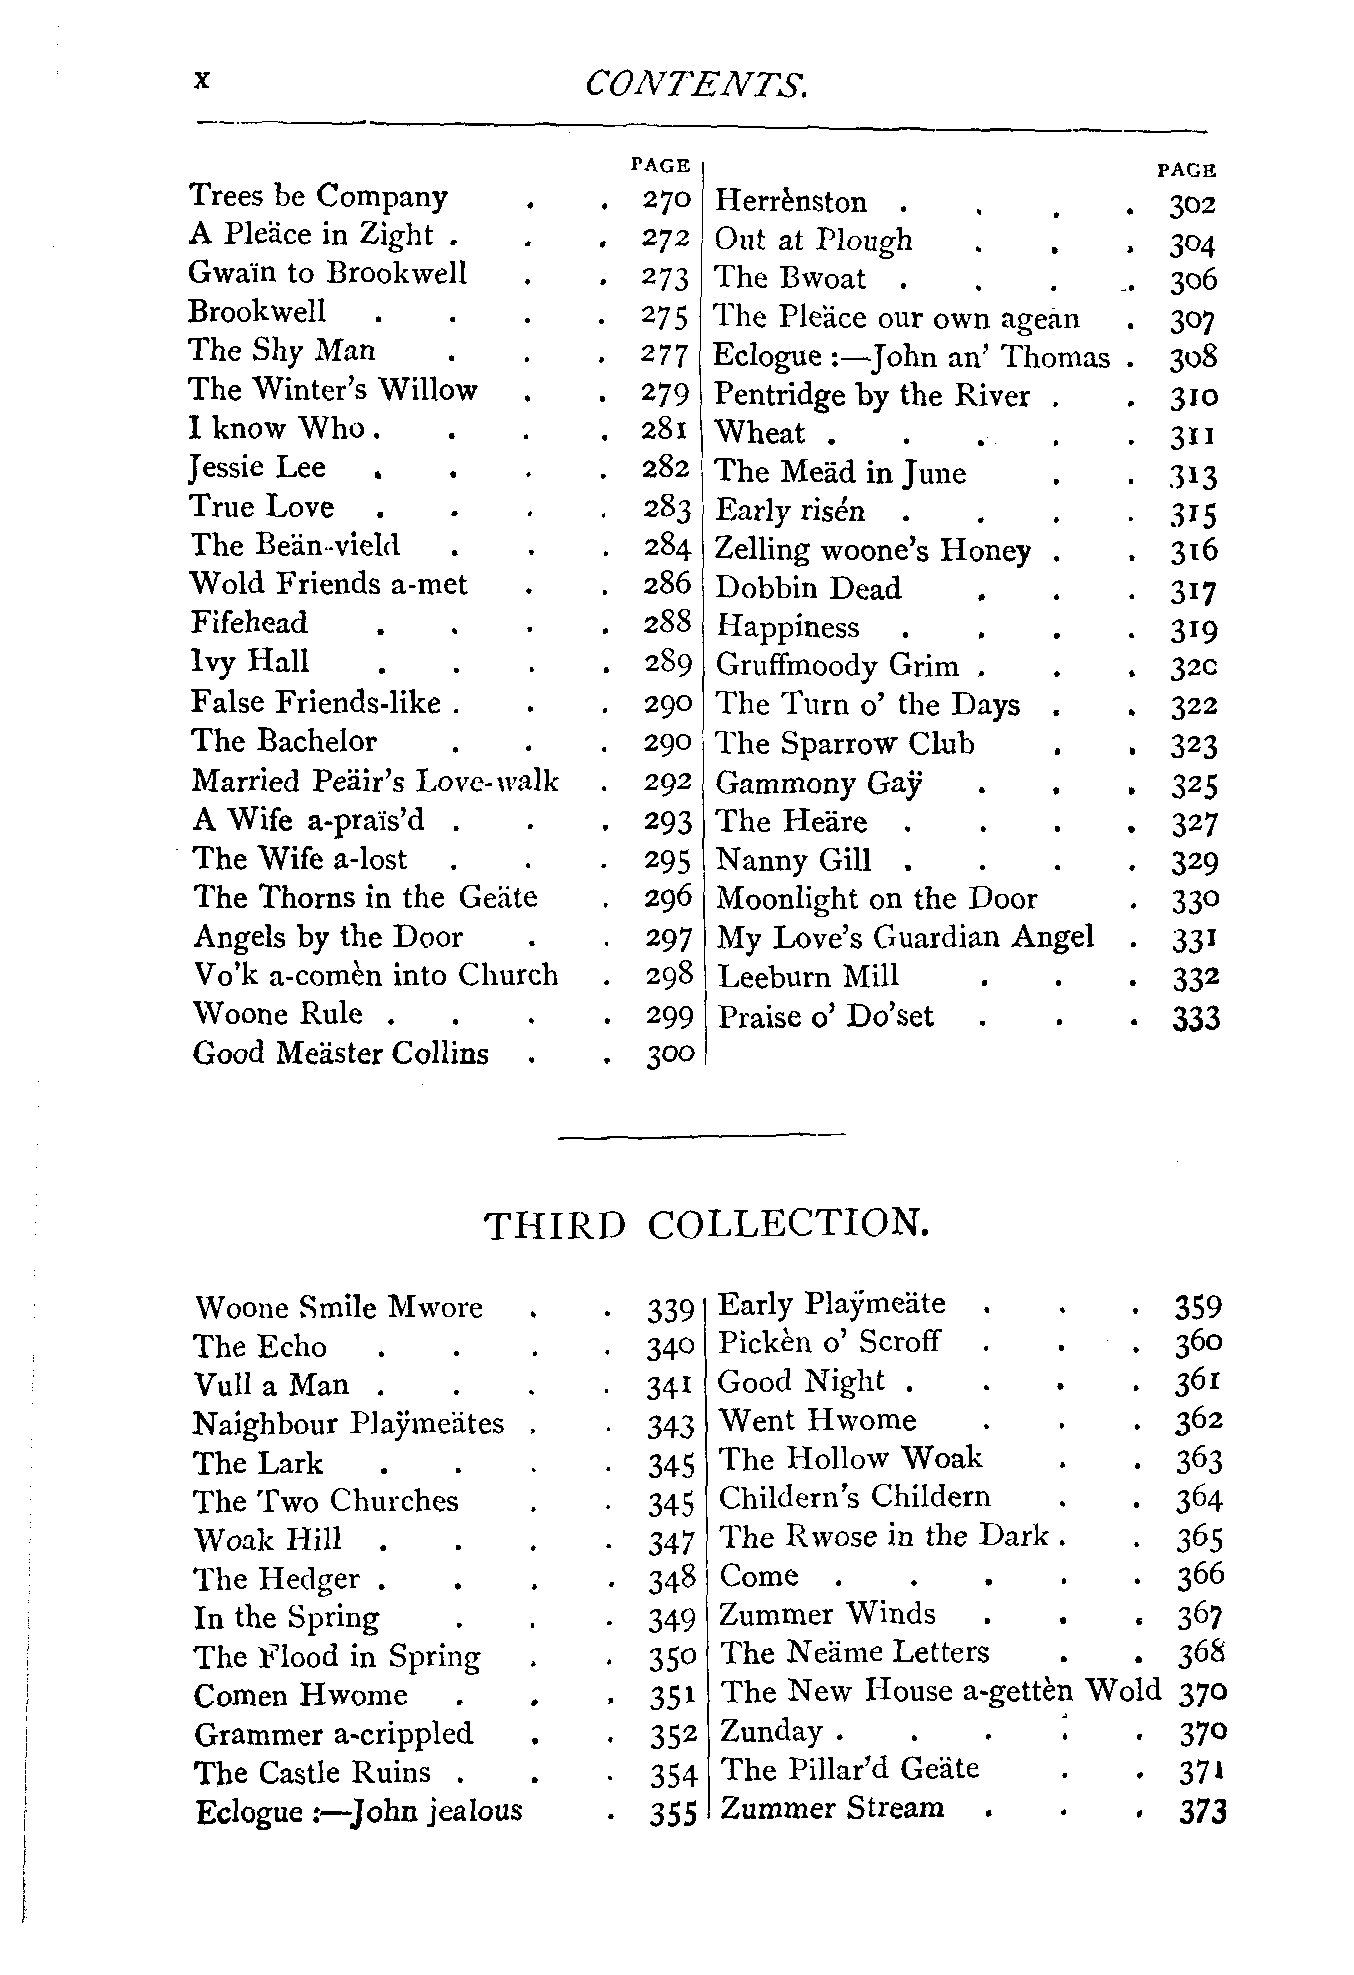 x CONTENTS.
PAGE
Trees be Company . . 270
A Pleäce in Zight . . . 272
Gwaïn to Brookwell . . 273
Brookwell . . . . 275
The Shy Man . . . 277
The Winter's Willow . . 279
I know Who . . . . 281
Jessie Lee . . . . 282
True Love . . . . 283
The Beän-vield . . . 284
Wold Friends a-met . . 286
Fifehead . . . . 288
Ivy Hall . . . . 289
False Friends-like . . . 290
The Bachelor . . . 290
Married Peäir's Love-walk . 292
A Wife a-praïs'd . . . 293
The Wife a-lost . . . 295
The Thorns in the Geäte . 296
Angels by the Door . . 297
Vo'k a-comèn into Church . 298
Woone Rule . . . . 299
Good Meäster Collins . . 300
PAGE
Herrènston . . . . 302
Out at Plough . . . 304
The Bwoat . . . . 306
The Pleäce our own ageän . 307
Eclogue :—John an' Thomas . 308
Pentridge by the River . . 310
Wheat . . . . . 311
The Meäd in June . . 313
Early risén . . . . 315
Zelling woone's Honey . . 316
Dobbin Dead . . . 317
Happiness . . . . 319
Gruffmoody Grim . . . 320
The Turn o' the Days . . 322
The Sparrow Club . . 323
Gammony Gaÿ . . . 325
The Heäre . . . . 327
Nanny Gill . . . . 329
Moonlight on the Door . 330
My Love's Guardian Angel . 331
Leeburn Mill . . . 332
Praise o' Do'set . . . 333
THIRD COLLECTION.
Woone Smile Mwore . . 339
The Echo . . . . 340
Vull a Man . . . . 341
Naighbour Plaÿmeätes . . 343
The Lark . . . . 345
The Two Churches . . 345
Woak Hill . . . . 347
The Hedger . . . . 348
In the Spring . . . 349
The Flood in Spring . . 350
Comen Hwome . . . 351
Grammer a-crippled . . 352
The Castle Ruins . . . 354
Eclogue :—John jealous . 355
Early Plaÿmeäte . . . 359
Pickèn o' Scroff . . . 360
Good Night . . . . 361
Went Hwome . . . 362
The Hollow Woak . . 363
Childern's Childern . . 364
The Rwose in the Dark . . 365
Come . . . . . 366
Zummer Winds . . . 367
The Neäme Letters . . 368
The New House a-gettèn Wold 370
Zunday . . . . . 370
The Pillar'd Geäte . . 371
Zummer Stream . . . 373